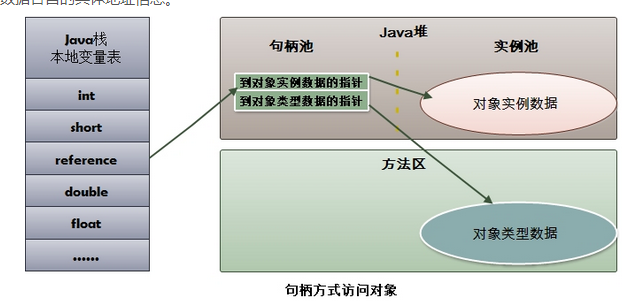 数据各自的具体地址信息。
Java栈
本地变量表
int
short
reference
double
float
......
句柄池
Java堆
实例池
到对象实例数据的指针
到对象类型数据的指针
对象实例数据
方法区
对象类型数据
句柄方式访问对象